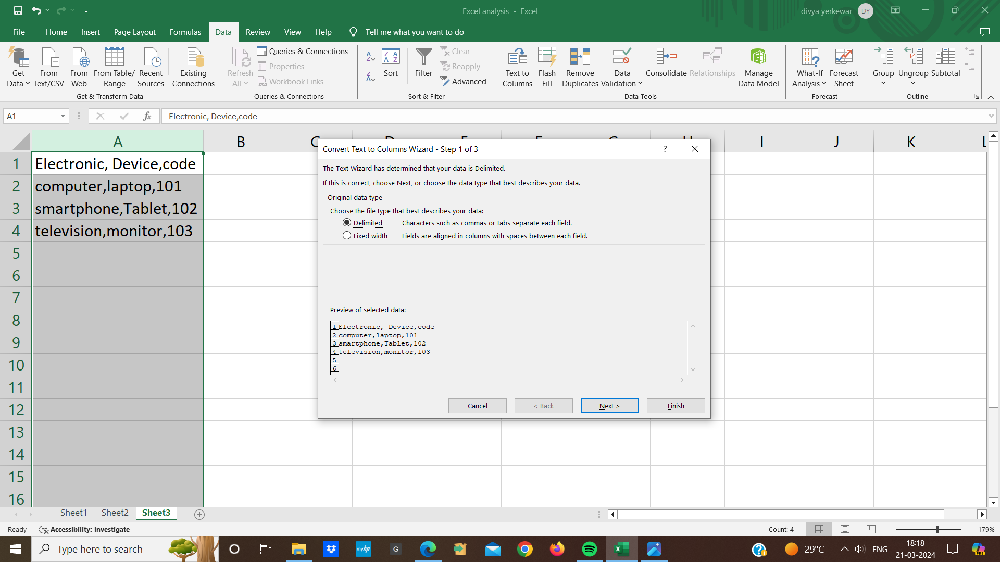 Excel analysis - Excel
divya yerkewar DY
File Home Insert Page Layout Formulas Data Review View Help Tell me what you want to do
Get Data
From Text/CSV
From Web
From Table/ Range
Recent Sources
Existing Connections
Get & Transform Data
Refresh All
Queries & Connections
Properties
Workbook Links
Queries & Connections
Sort
Filter
Clear
Reapply
Advanced
Sort & Filter
Text to Columns
Flash Fill
Remove Duplicates
Data Validation
Consolidate
Relationships
Manage Data Model
Data Tools
What-If Analysis
Forecast Sheet
Forecast
Group
Ungroup
Subtotal
Outline
A1 fx Electronic, Device,code
A B C D E F G H I J K L
1 Electronic, Device,code
2 computer,laptop,101
3 smartphone,Tablet,102
4 television,monitor,103
5
6
7
8
9
10
11
12
13
14
15
16
Convert Text to Columns Wizard - Step 1 of 3 ?
The Text Wizard has determined that your data is Delimited.
If this is correct, choose Next, or choose the data type that best describes your data.
Original data type
Choose the file type that best describes your data:
Delimited - Characters such as commas or tabs separate each field.
Fixed width - Fields are aligned in columns with spaces between each field.
Preview of selected data:
1 Electronic, Device,code
2 computer,laptop,101
3 smartphone,Tablet,102
4 television,monitor,103
5
6
Cancel < Back Next > Finish
Sheet1 Sheet2 Sheet3
Ready Accessibility: Investigate Count: 4 179%
Type here to search
myhp
G
29°C ENG
18:18
21-03-2024
PRE